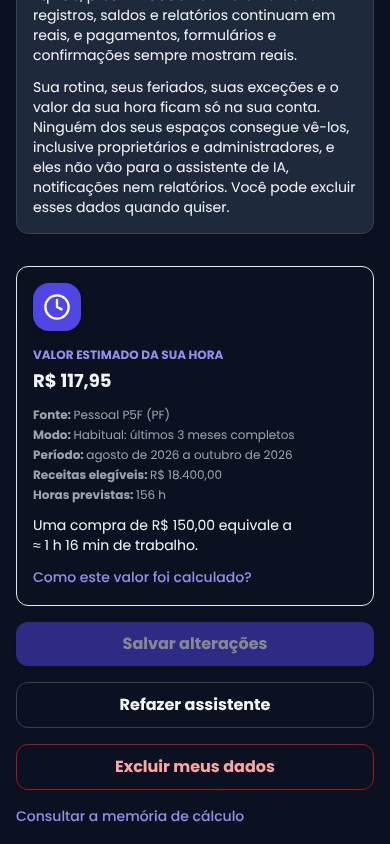 registros, saldos e relatórios continuam em
reais, e pagamentos, formulários e
confirmações sempre mostram reais.
Sua rotina, seus feriados, suas exceções e o
valor da sua hora ficam só na sua conta.
Ninguém dos seus espaços consegue vê-los,
inclusive proprietários e administradores, e
eles não vão para o assistente de IA,
notificações nem relatórios. Você pode excluir
esses dados quando quiser.
VALOR ESTIMADO DA SUA HORA
R$ 117,95
Fonte: Pessoal P5F (PF)
Modo: Habitual: últimos 3 meses completos
Período: agosto de 2026 a outubro de 2026
Receitas elegíveis: R$ 18.400,00
Horas previstas: 156 h
Uma compra de R$ 150,00 equivale a
≈ 1 h 16 min de trabalho.
Como este valor foi calculado?
Salvar alterações
Refazer assistente
Excluir meus dados
Consultar a memória de cálculo